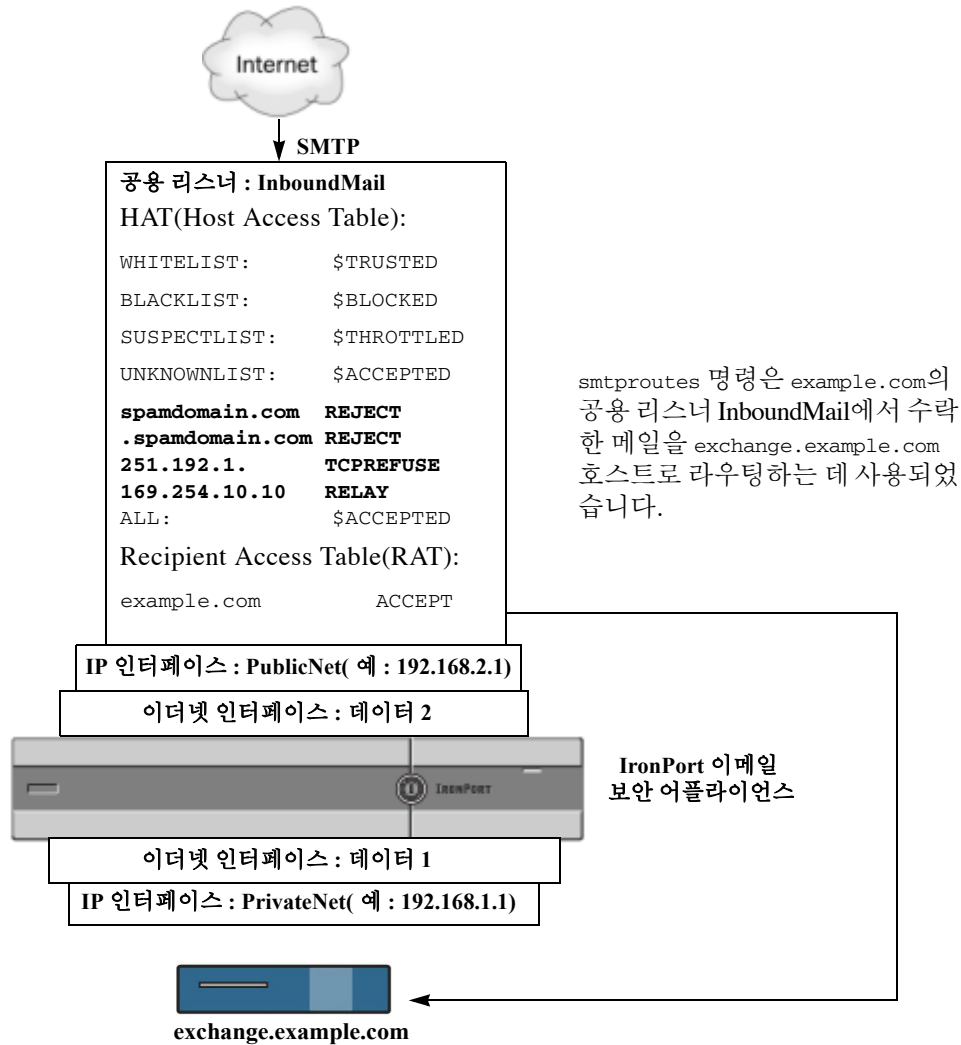 Internet
SMTP
공용 리스너 : InboundMail
HAT(Host Access Table):
WHITELIST: $TRUSTED
BLACKLIST: $BLOCKED
SUSPECTLIST: $THROTTLED
UNKNOWNLIST: $ACCEPTED
spamdomain.com REJECT
.spamdomain.com REJECT
251.192.1. TCPREFUSE
169.254.10.10 RELAY
ALL: $ACCEPTED
Recipient Access Table(RAT):
example.com ACCEPT
smtproutes 명령은 example.com의
공용 리스너 InboundMail에서 수락
한 메일을 exchange.example.com
호스트로 라우팅하는 데 사용되었
습니다.
IP 인터페이스 : PublicNet( 예 : 192.168.2.1)
이더넷 인터페이스 : 데이터 2
IRONPORT
IronPort 이메일
보안 어플라이언스
이더넷 인터페이스 : 데이터 1
IP 인터페이스 : PrivateNet( 예 : 192.168.1.1)
exchange.example.com